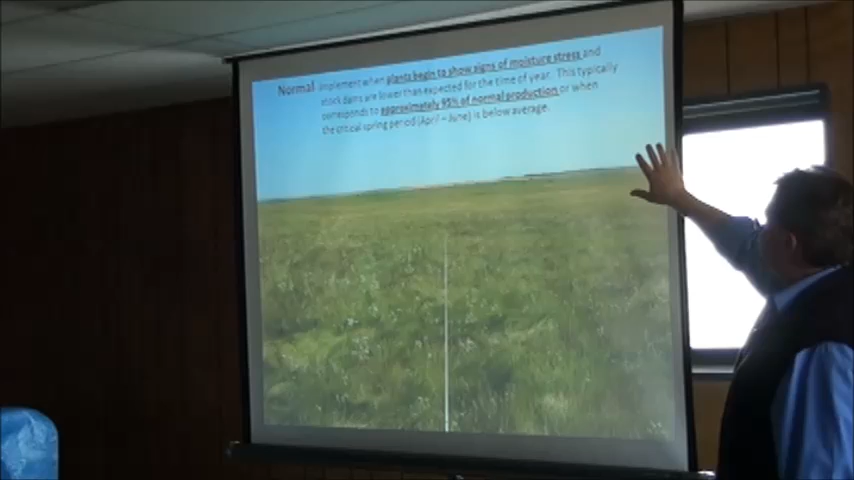 Normal implement when plants begin to show signs of moisture stress and
stock dams are lower than expected for the time of year. This typically
corresponds to approximately 95% of normal production or when
the critical spring period (April – June) is below average.